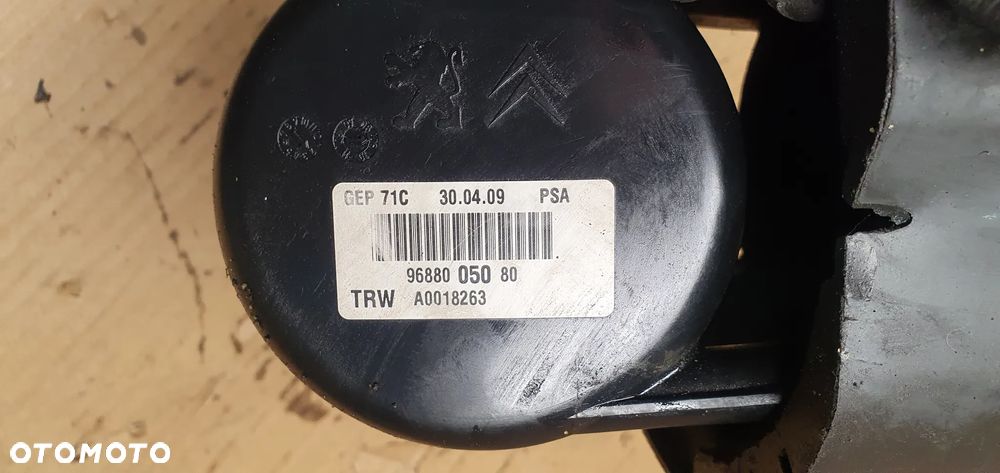 GEP 71C 30.04.09 PSA
96880 050 80
TRW A0018263
OTOMOTO